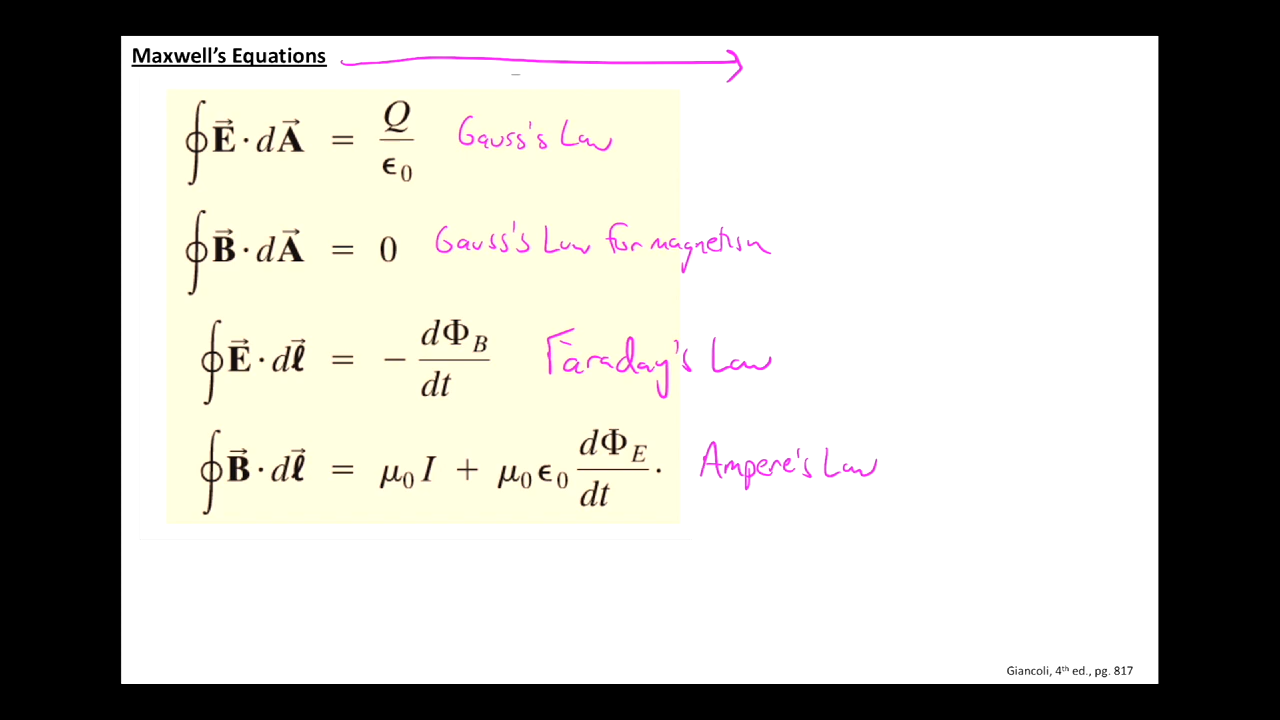 Maxwell's Equations
∮E⃗ · dA⃗ = Q/ϵ₀ Gauss's Law
∮B⃗ · dA⃗ = 0 Gauss's Law for magnetism
∮E⃗ · dℓ⃗ = − dΦ_B/dt Faraday's Law
∮B⃗ · dℓ⃗ = μ₀I + μ₀ϵ₀ dΦ_E/dt. Ampere's Law
Giancoli, 4th ed., pg. 817